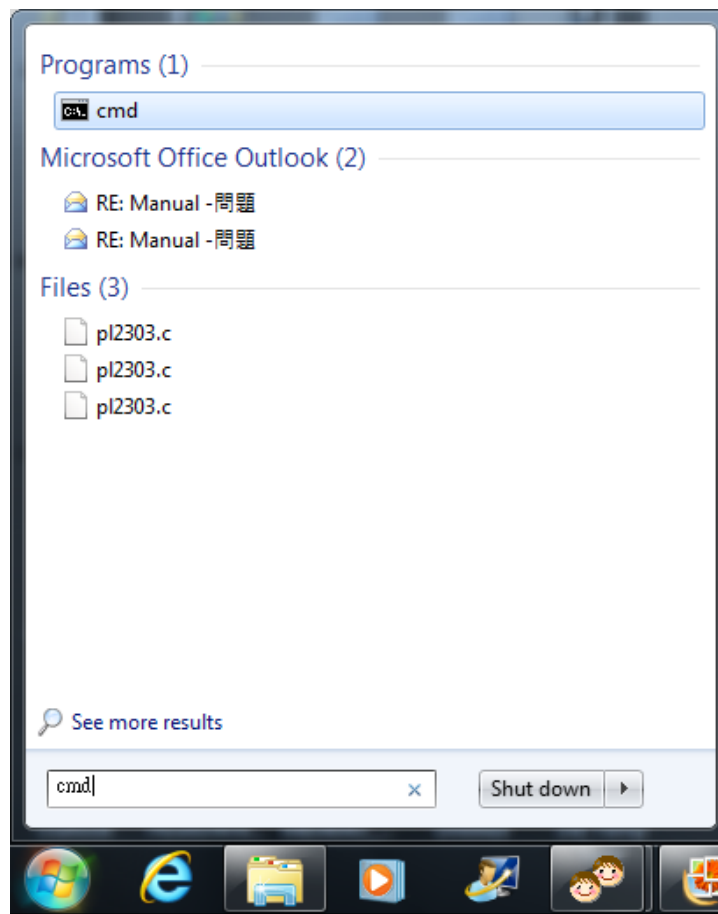 Programs (1)
cmd
Microsoft Office Outlook (2)
RE: Manual -問題
RE: Manual -問題
Files (3)
pl2303.c
pl2303.c
pl2303.c
See more results
cmd
Shut down